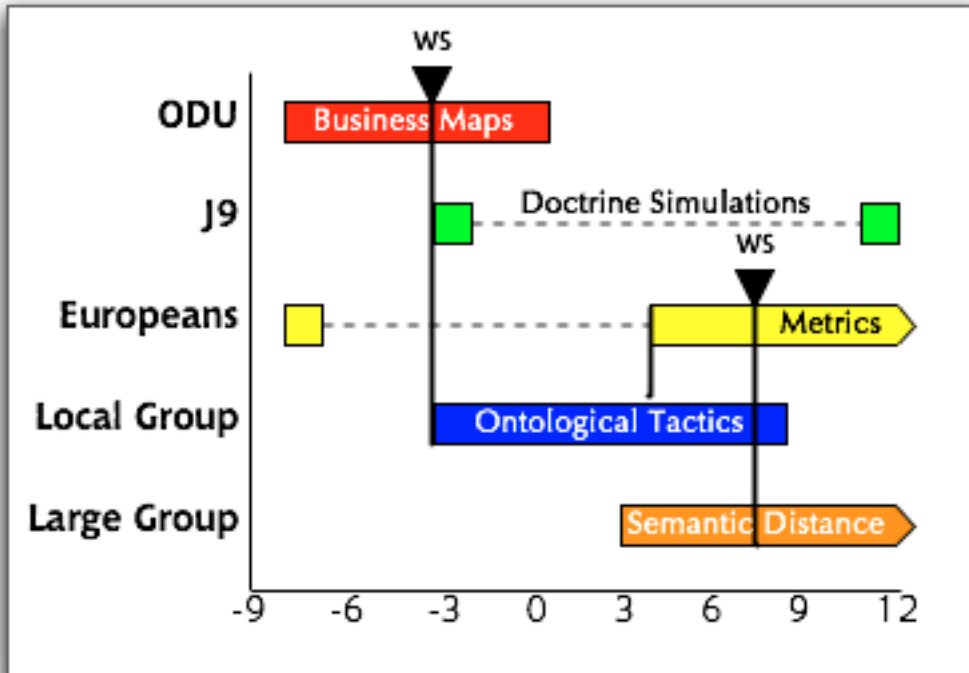 WS
ODU
Business Maps
J9
Doctrine Simulations
WS
Europeans
Metrics
Local Group
Ontological Tactics
Large Group
Semantic Distance
-9 -6 -3 0 3 6 9 12